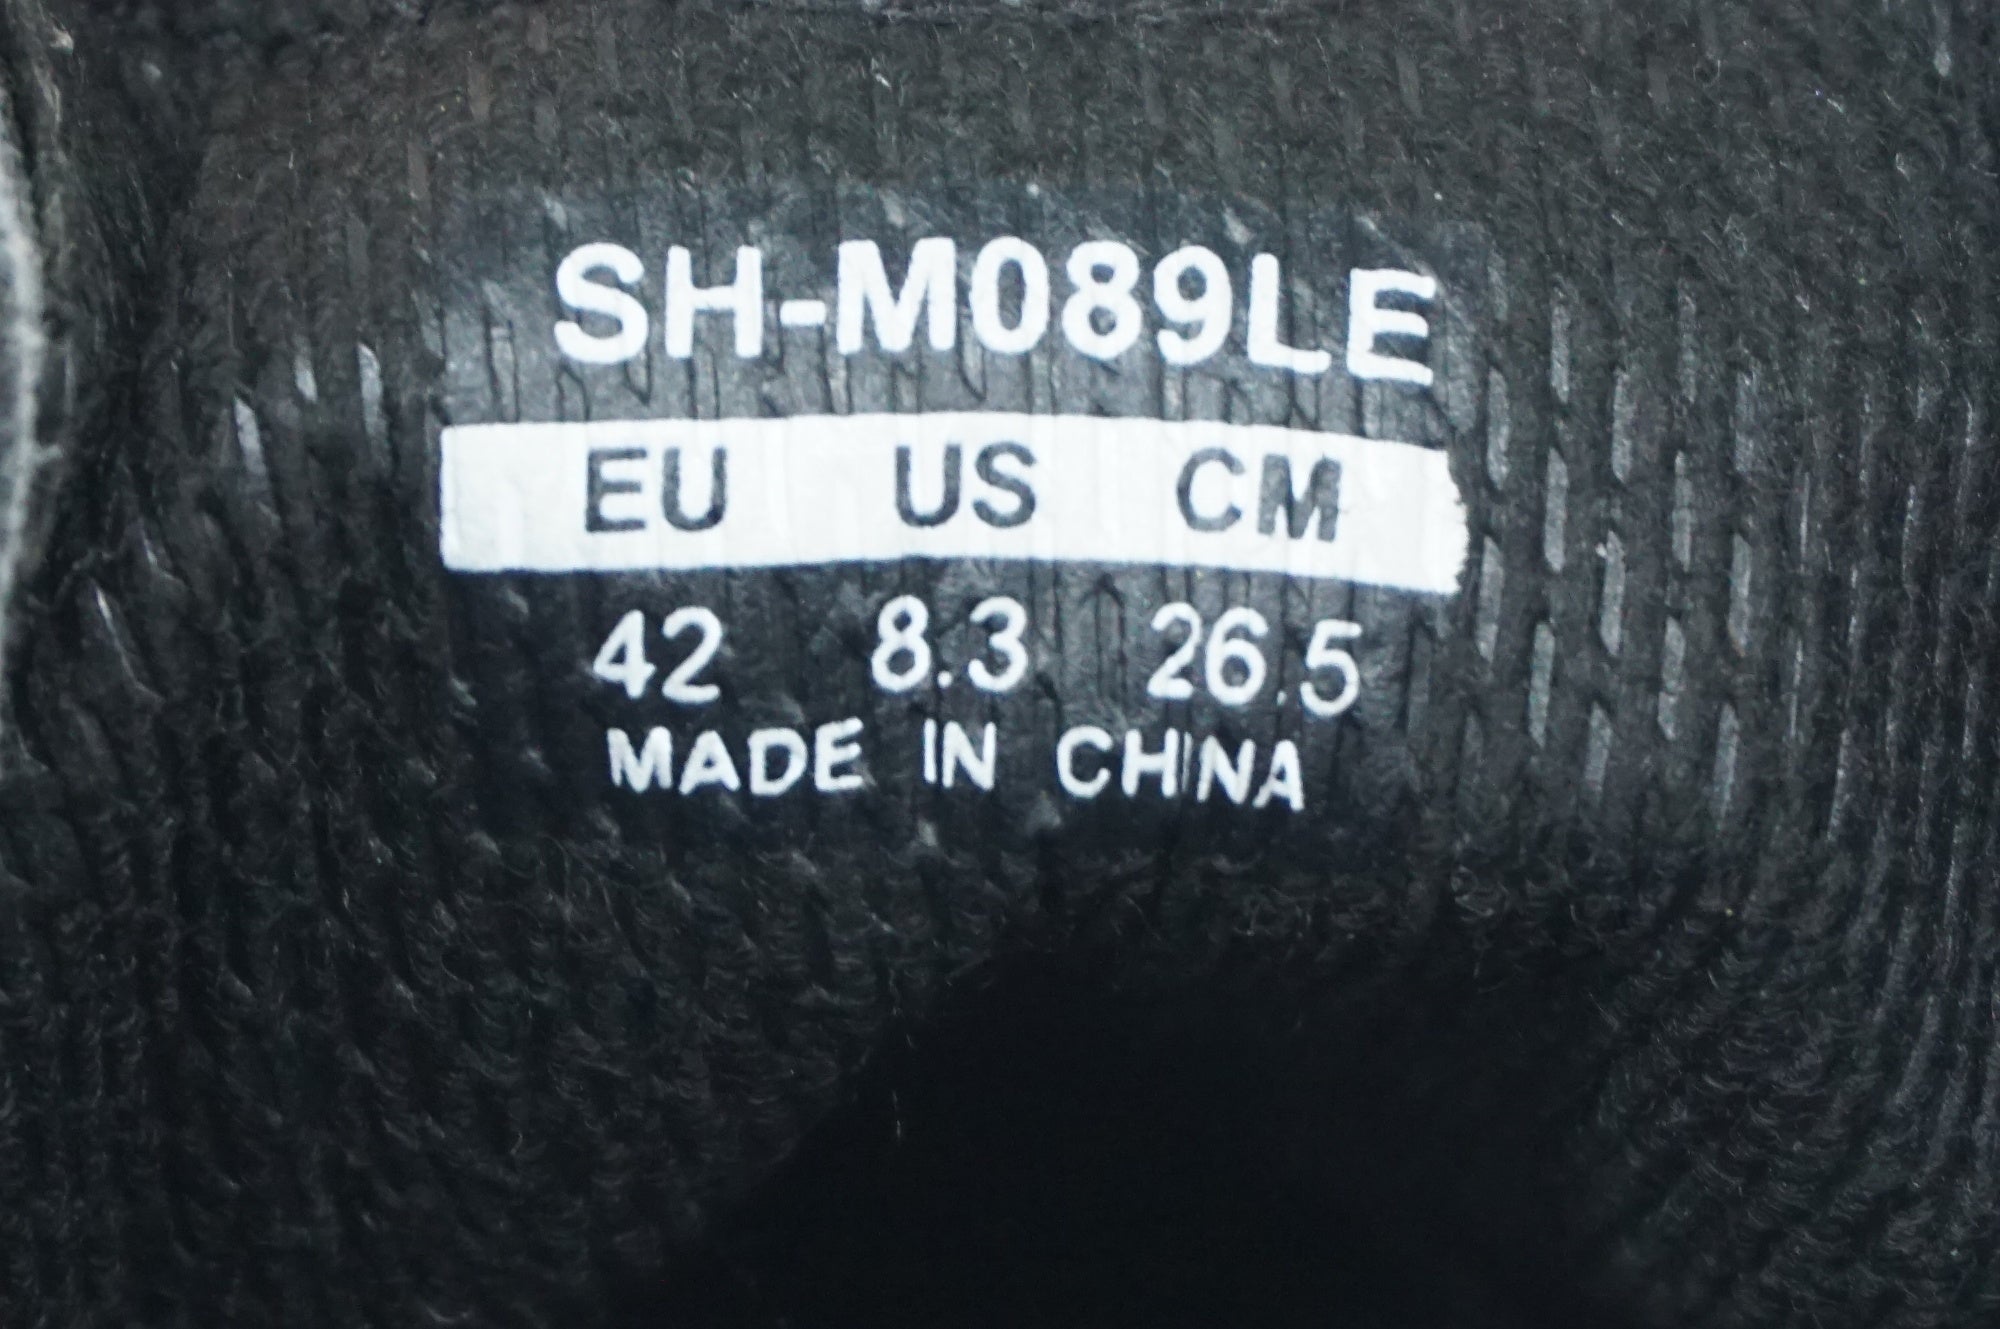 SH-M089LE
EU US CM
42 8.3 26.5
MADE IN CHINA